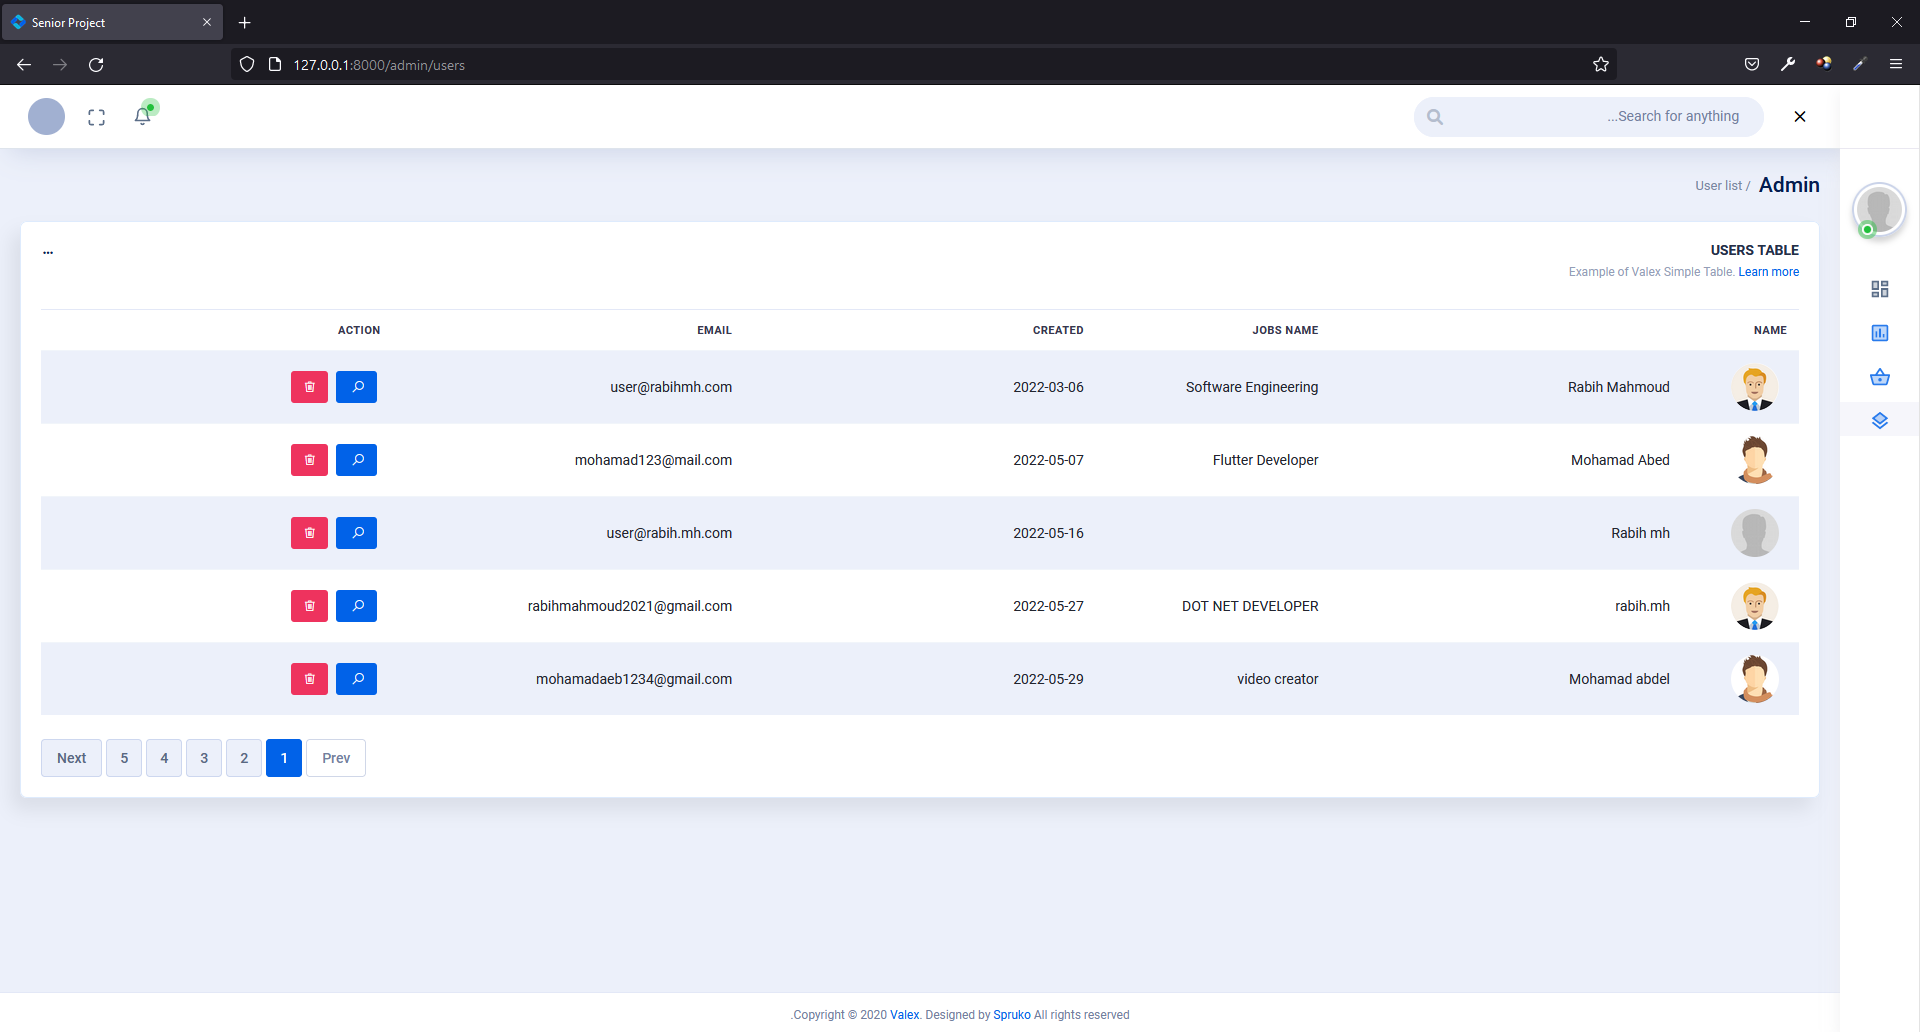 Senior Project
127.0.0.1:8000/admin/users
...Search for anything
User list / Admin
...
USERS TABLE
Example of Valex Simple Table. Learn more
ACTION EMAIL CREATED JOBS NAME NAME
user@rabihmh.com 2022-03-06 Software Engineering Rabih Mahmoud
mohamad123@mail.com 2022-05-07 Flutter Developer Mohamad Abed
user@rabih.mh.com 2022-05-16 Rabih mh
rabihmahmoud2021@gmail.com 2022-05-27 DOT NET DEVELOPER rabih.mh
mohamadaeb1234@gmail.com 2022-05-29 video creator Mohamad abdel
Next 5 4 3 2 1 Prev
.Copyright © 2020 Valex. Designed by Spruko All rights reserved